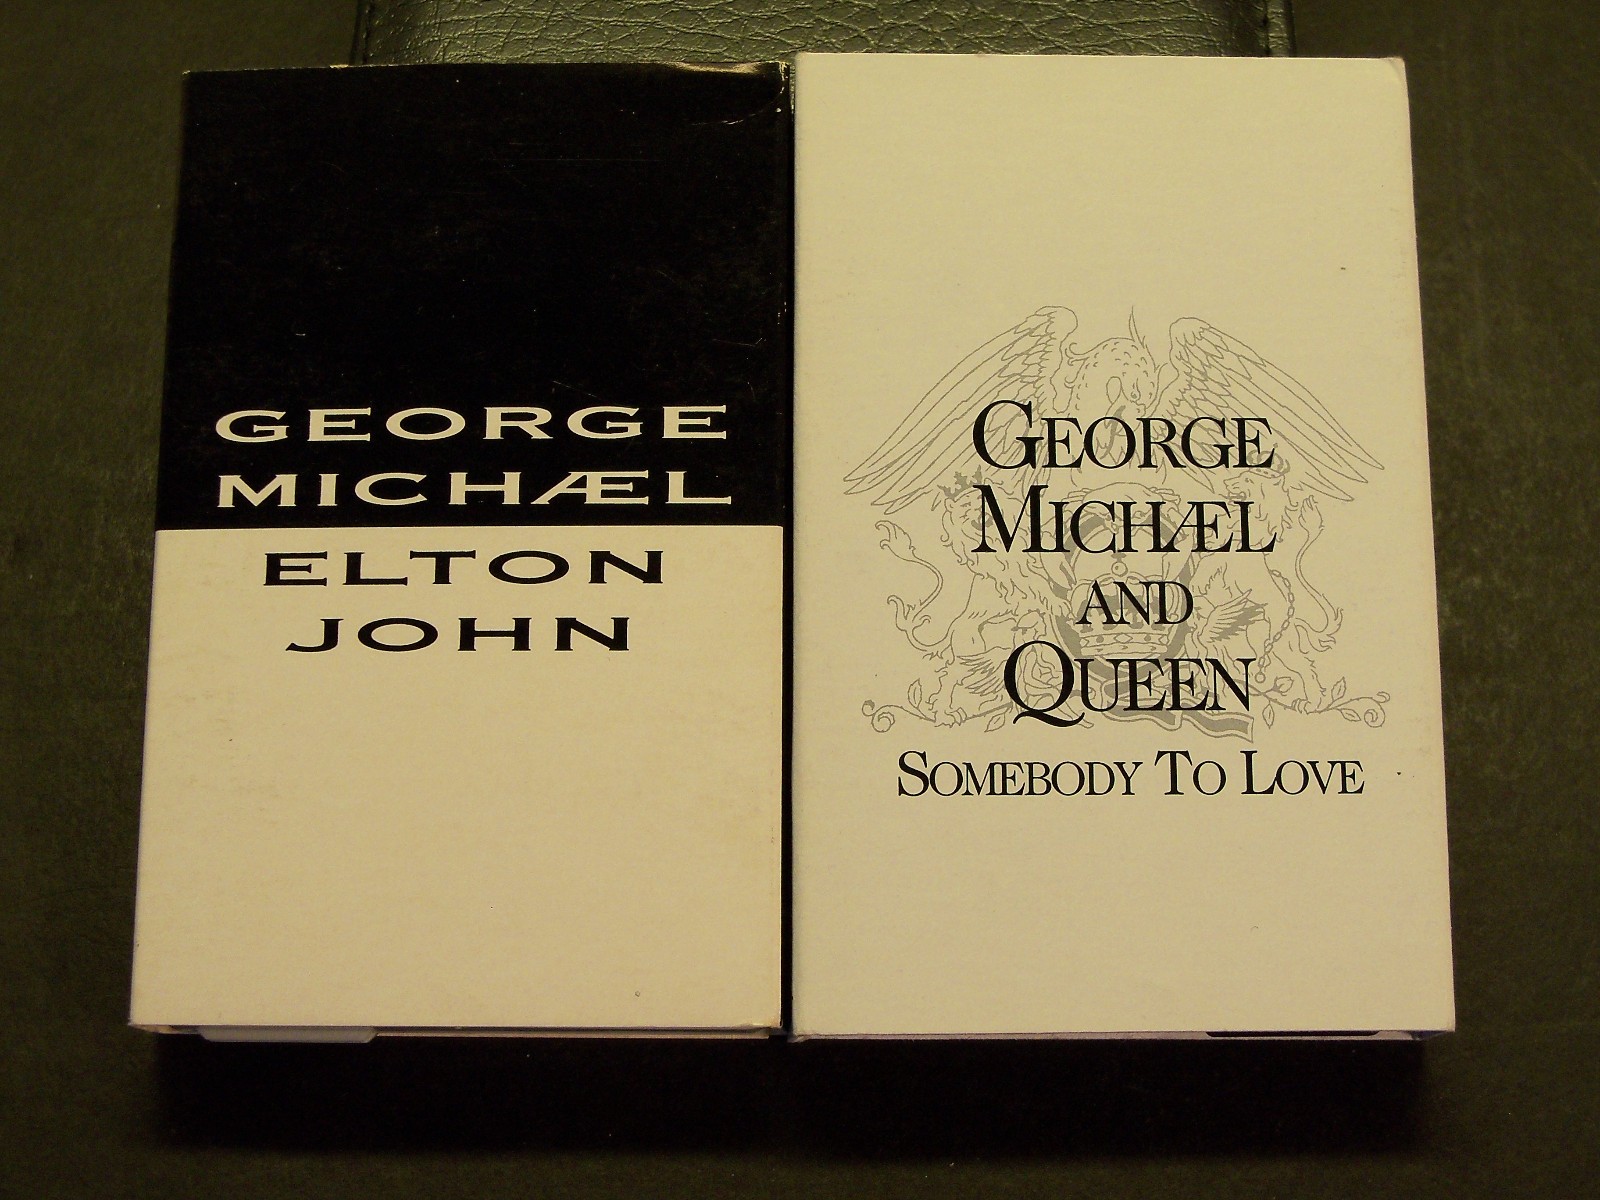 GEORGE
MICHÆL
ELTON
JOHN
GEORGE
MICHÆL
AND
QUEEN
SOMEBODY TO LOVE